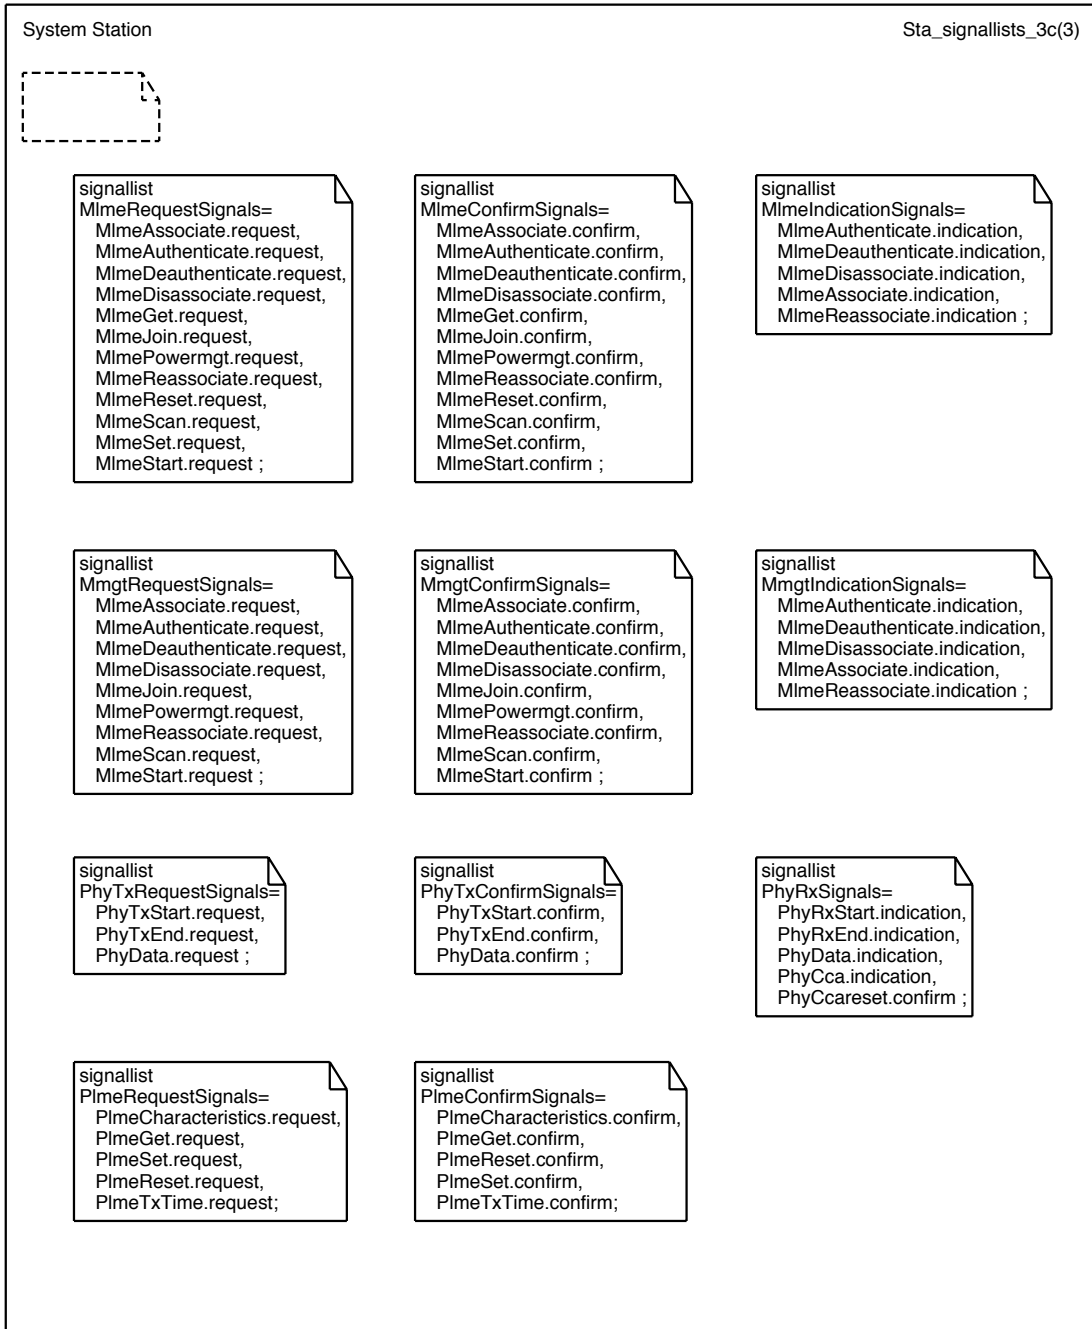 System Station
Sta_signallists_3c(3)
signallist
MlmeRequestSignals=
MlmeAssociate.request,
MlmeAuthenticate.request,
MlmeDeauthenticate.request,
MlmeDisassociate.request,
MlmeGet.request,
MlmeJoin.request,
MlmePowermgt.request,
MlmeReassociate.request,
MlmeReset.request,
MlmeScan.request,
MlmeSet.request,
MlmeStart.request ;
signallist
MlmeConfirmSignals=
MlmeAssociate.confirm,
MlmeAuthenticate.confirm,
MlmeDeauthenticate.confirm,
MlmeDisassociate.confirm,
MlmeGet.confirm,
MlmeJoin.confirm,
MlmePowermgt.confirm,
MlmeReassociate.confirm,
MlmeReset.confirm,
MlmeScan.confirm,
MlmeSet.confirm,
MlmeStart.confirm ;
signallist
MlmeIndicationSignals=
MlmeAuthenticate.indication,
MlmeDeauthenticate.indication,
MlmeDisassociate.indication,
MlmeAssociate.indication,
MlmeReassociate.indication ;
signallist
MmgtRequestSignals=
MlmeAssociate.request,
MlmeAuthenticate.request,
MlmeDeauthenticate.request,
MlmeDisassociate.request,
MlmeJoin.request,
MlmePowermgt.request,
MlmeReassociate.request,
MlmeScan.request,
MlmeStart.request ;
signallist
MmgtConfirmSignals=
MlmeAssociate.confirm,
MlmeAuthenticate.confirm,
MlmeDeauthenticate.confirm,
MlmeDisassociate.confirm,
MlmeJoin.confirm,
MlmePowermgt.confirm,
MlmeReassociate.confirm,
MlmeScan.confirm,
MlmeStart.confirm ;
signallist
MmgtIndicationSignals=
MlmeAuthenticate.indication,
MlmeDeauthenticate.indication,
MlmeDisassociate.indication,
MlmeAssociate.indication,
MlmeReassociate.indication ;
signallist
PhyTxRequestSignals=
PhyTxStart.request,
PhyTxEnd.request,
PhyData.request ;
signallist
PhyTxConfirmSignals=
PhyTxStart.confirm,
PhyTxEnd.confirm,
PhyData.confirm ;
signallist
PhyRxSignals=
PhyRxStart.indication,
PhyRxEnd.indication,
PhyData.indication,
PhyCca.indication,
PhyCcareset.confirm ;
signallist
PlmeRequestSignals=
PlmeCharacteristics.request,
PlmeGet.request,
PlmeSet.request,
PlmeReset.request,
PlmeTxTime.request;
signallist
PlmeConfirmSignals=
PlmeCharacteristics.confirm,
PlmeGet.confirm,
PlmeReset.confirm,
PlmeSet.confirm,
PlmeTxTime.confirm;